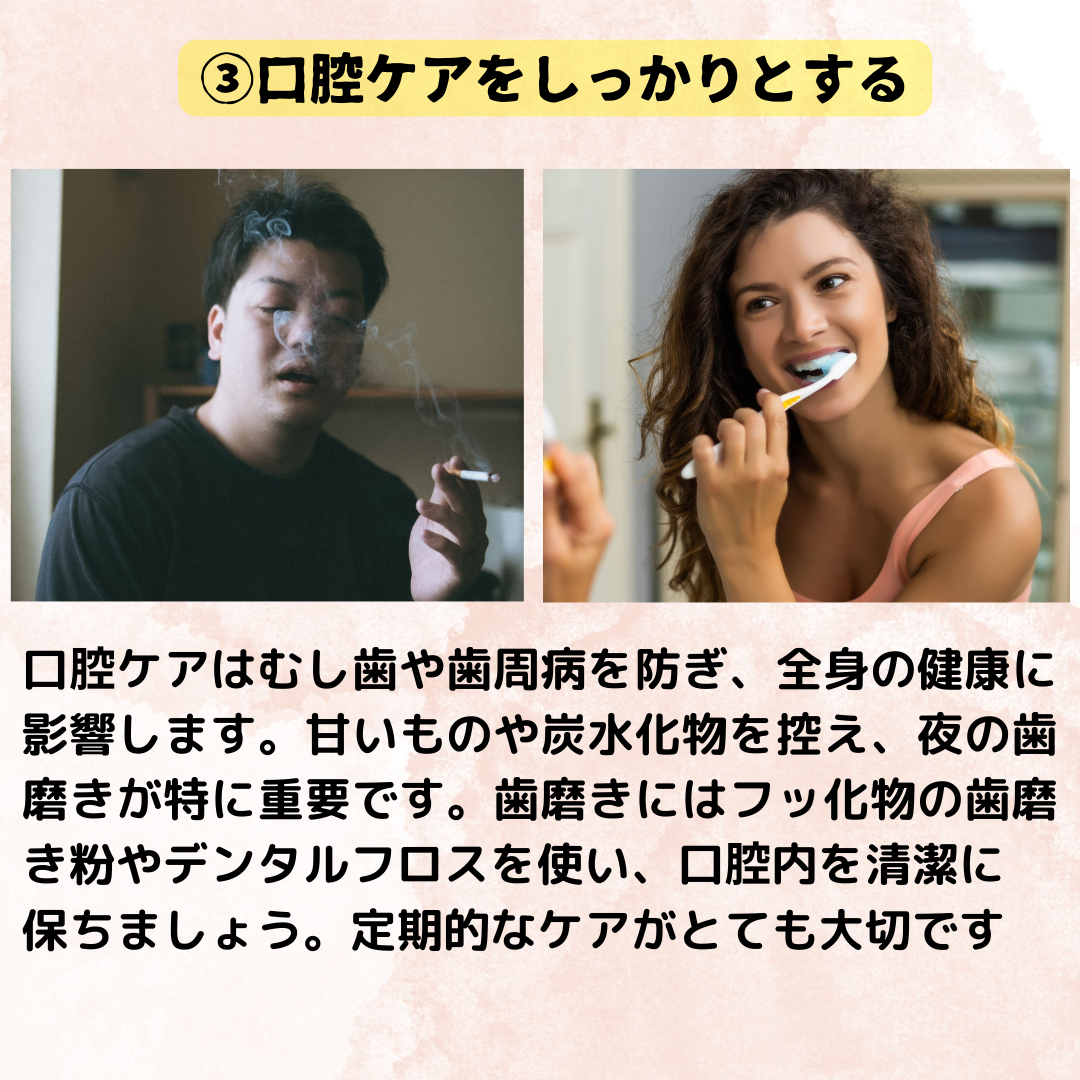 ③口腔ケアをしっかりとする
口腔ケアはむし歯や歯周病を防ぎ、全身の健康に
影響します。甘いものや炭水化物を控え、夜の歯
磨きが特に重要です。歯磨きにはフッ化物の歯磨
き粉やデンタルフロスを使い、口腔内を清潔に
保ちましょう。定期的なケアがとても大切です